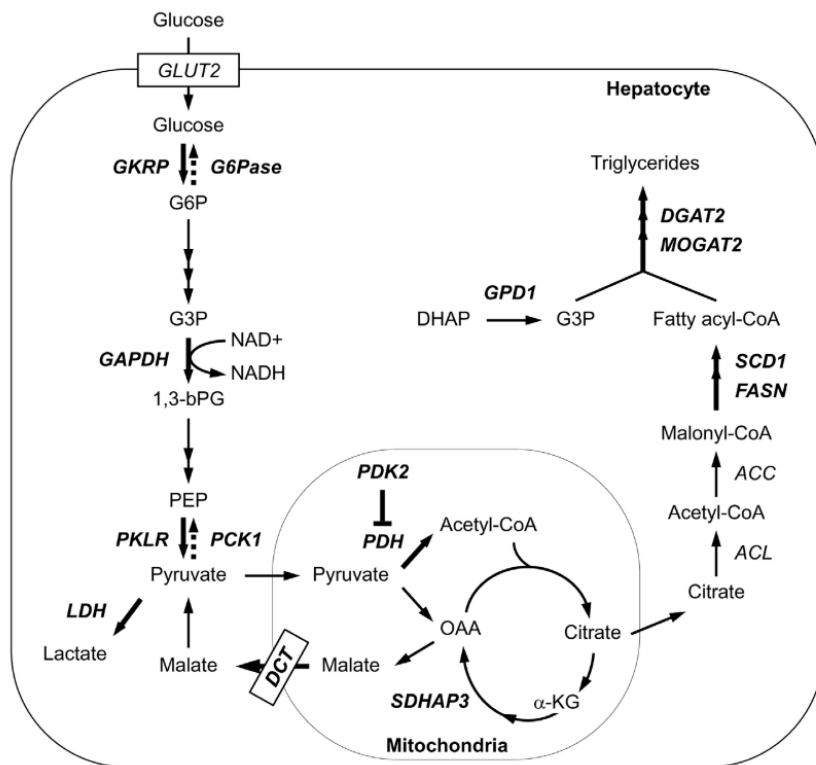 Glucose
GLUT2
Hepatocyte
Glucose
GKRP G6Pase
G6P
G3P
GAPDH
NAD+
NADH
1,3-bPG
PEP
PKLR PCK1
Pyruvate
LDH
Lactate
Malate
DCT
PDK2
PDH
Acetyl-CoA
Pyruvate
OAA
Citrate
Malate
SDHAP3
α-KG
Mitochondria
Triglycerides
DGAT2
MOGAT2
GPD1
DHAP
G3P
Fatty acyl-CoA
SCD1
FASN
Malonyl-CoA
ACC
Acetyl-CoA
ACL
Citrate